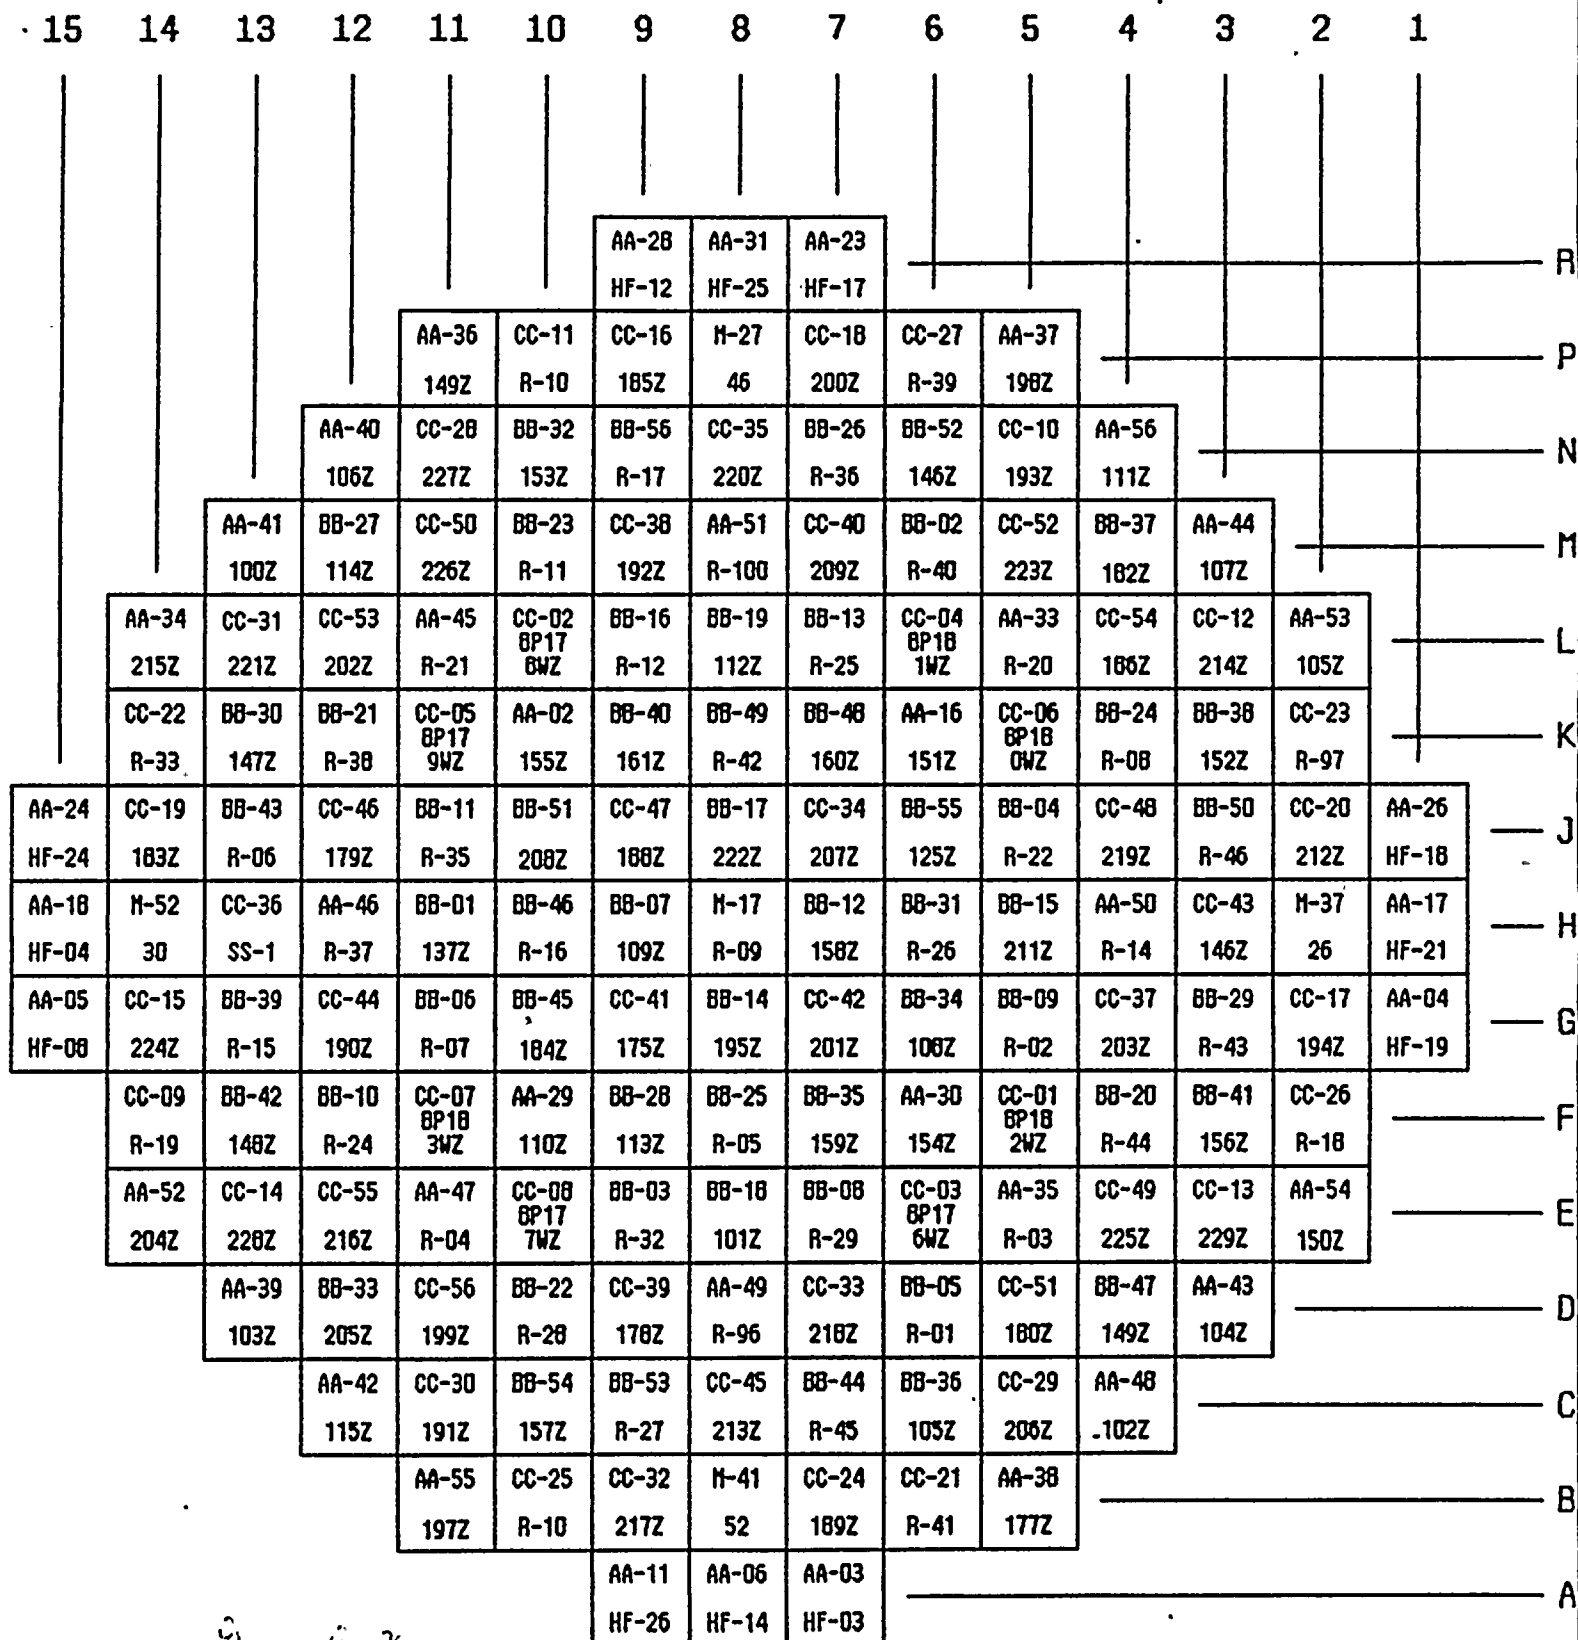 15 14 13 12 11 10 9 8 7 6 5 4 3 2 1
AA-28 AA-31 AA-23
HF-12 HF-25 HF-17
R
AA-36 CC-11 CC-16 M-27 CC-18 CC-27 AA-37
149Z R-10 185Z 46 200Z R-39 198Z
P
AA-40 CC-28 BB-32 BB-56 CC-35 BB-26 BB-52 CC-10 AA-56
106Z 227Z 153Z R-17 220Z R-36 146Z 193Z 111Z
N
AA-41 BB-27 CC-50 BB-23 CC-38 AA-51 CC-40 BB-02 CC-52 BB-37 AA-44
100Z 114Z 226Z R-11 192Z R-100 209Z R-40 223Z 182Z 107Z
M
AA-34 CC-31 CC-53 AA-45 CC-02 BB-16 BB-19 BB-13 CC-04 AA-33 CC-54 CC-12 AA-53
8P17 8P18
215Z 221Z 202Z R-21 8WZ R-12 112Z R-25 1WZ R-20 186Z 214Z 105Z
L
CC-22 BB-30 BB-21 CC-05 AA-02 BB-40 BB-49 BB-48 AA-16 CC-06 BB-24 BB-38 CC-23
8P17 8P18
R-33 147Z R-38 9WZ 155Z 161Z R-42 160Z 151Z 0WZ R-08 152Z R-97
K
AA-24 CC-19 BB-43 CC-46 BB-11 BB-51 CC-47 BB-17 CC-34 BB-55 BB-04 CC-48 BB-50 CC-20 AA-26
HF-24 183Z R-06 179Z R-35 208Z 188Z 222Z 207Z 125Z R-22 219Z R-46 212Z HF-18
J
AA-18 M-52 CC-36 AA-46 BB-01 BB-46 BB-07 M-17 BB-12 BB-31 BB-15 AA-50 CC-43 M-37 AA-17
HF-04 30 SS-1 R-37 137Z R-16 109Z R-09 158Z R-26 211Z R-14 146Z 26 HF-21
H
AA-05 CC-15 BB-39 CC-44 BB-06 BB-45 CC-41 BB-14 CC-42 BB-34 BB-09 CC-37 BB-29 CC-17 AA-04
HF-08 224Z R-15 190Z R-07 184Z 175Z 195Z 201Z 108Z R-02 203Z R-43 194Z HF-19
G
CC-09 BB-42 BB-10 CC-07 AA-29 BB-28 BB-25 BB-35 AA-30 CC-01 BB-20 BB-41 CC-26
8P18 8P18
R-19 148Z R-24 3WZ 110Z 113Z R-05 159Z 154Z 2WZ R-44 156Z R-18
F
AA-52 CC-14 CC-55 AA-47 CC-08 BB-03 BB-18 BB-08 CC-03 AA-35 CC-49 CC-13 AA-54
8P17 8P17
204Z 228Z 216Z R-04 7WZ R-32 101Z R-29 6WZ R-03 225Z 229Z 150Z
E
AA-39 BB-33 CC-56 BB-22 CC-39 AA-49 CC-33 BB-05 CC-51 BB-47 AA-43
103Z 205Z 199Z R-28 178Z R-96 218Z R-01 180Z 149Z 104Z
D
AA-42 CC-30 BB-54 BB-53 CC-45 BB-44 BB-36 CC-29 AA-48
115Z 191Z 157Z R-27 213Z R-45 105Z 206Z 102Z
C
AA-55 CC-25 CC-32 M-41 CC-24 CC-21 AA-38
197Z R-10 217Z 52 189Z R-41 177Z
B
AA-11 AA-06 AA-03
HF-26 HF-14 HF-03
A